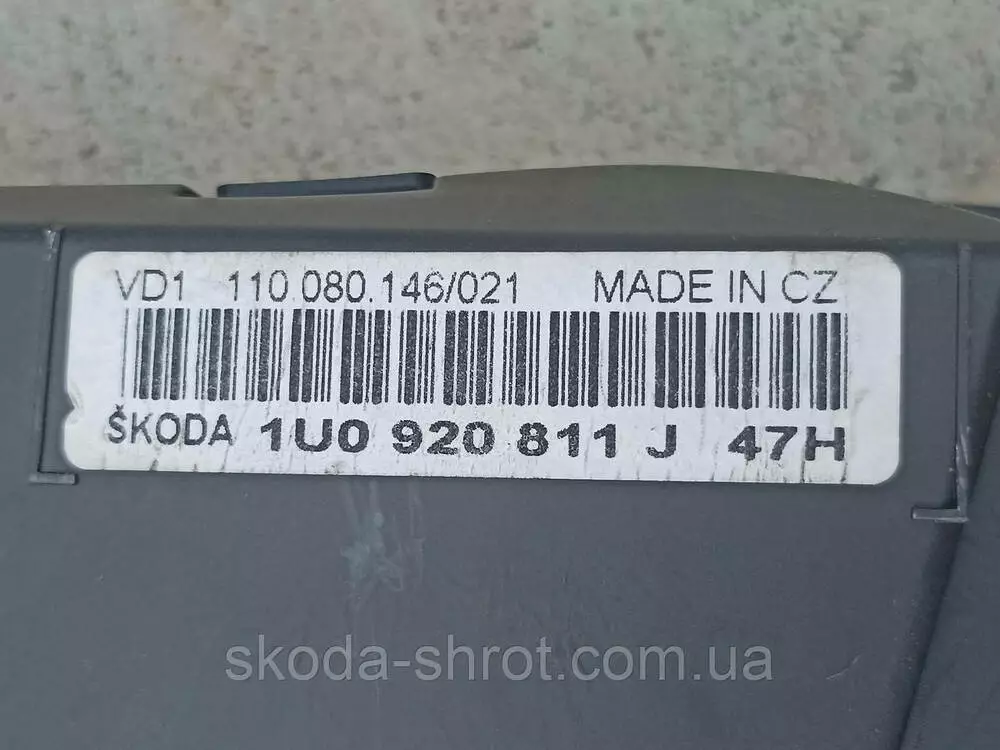 VD1 110.080.146/021 MADE IN CZ
ŠKODA 1U0 920 811 J 47H
skoda-shrot.com.ua